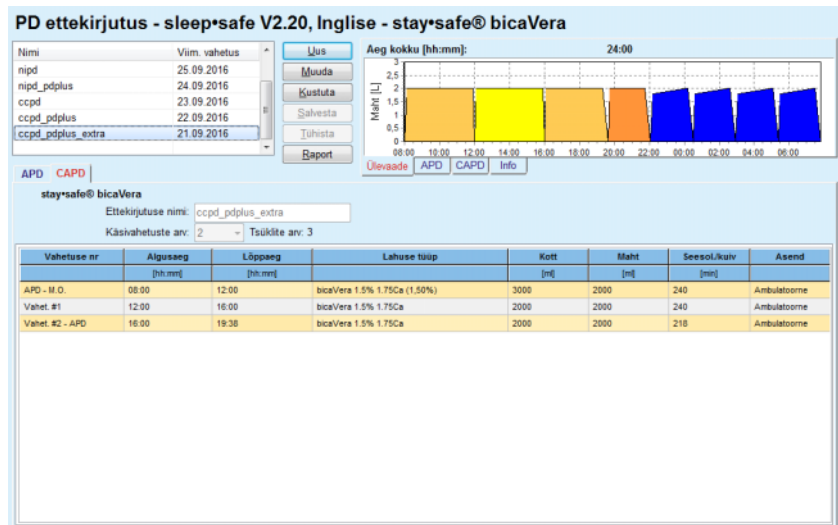 PD ettekirjutus - sleep•safe V2.20, Inglise - stay•safe® bicaVera
Nimi Viim. vahetus
nipd 25.09.2016
nipd_pdplus 24.09.2016
ccpd 23.09.2016
ccpd_pdplus 22.09.2016
ccpd_pdplus_extra 21.09.2016
Uus
Muuda
Kustuta
Salvesta
Tühista
Raport
Aeg kokku [hh:mm]: 24:00
Maht [L]
3
2,5
2
1,5
1
0,5
0
08:00 10:00 12:00 14:00 16:00 18:00 20:00 22:00 00:00 02:00 04:00 06:00
Ülevaade APD CAPD Info
APD CAPD
stay•safe® bicaVera
Ettekirjutuse nimi: ccpd_pdplus_extra
Käsivahetuste arv: 2 Tsüklite arv: 3
Vahetuse nr Algusaeg Lõppaeg Lahuse tüüp Kott Maht Seesol./kuiv Asend
[hh:mm] [hh:mm] [ml] [ml] [min]
APD - M.O. 08:00 12:00 bicaVera 1.5% 1.75Ca (1,50%) 3000 2000 240 Ambulatoorne
Vahet. #1 12:00 16:00 bicaVera 1.5% 1.75Ca 2000 2000 240 Ambulatoorne
Vahet. #2 - APD 16:00 19:38 bicaVera 1.5% 1.75Ca 2000 2000 218 Ambulatoorne